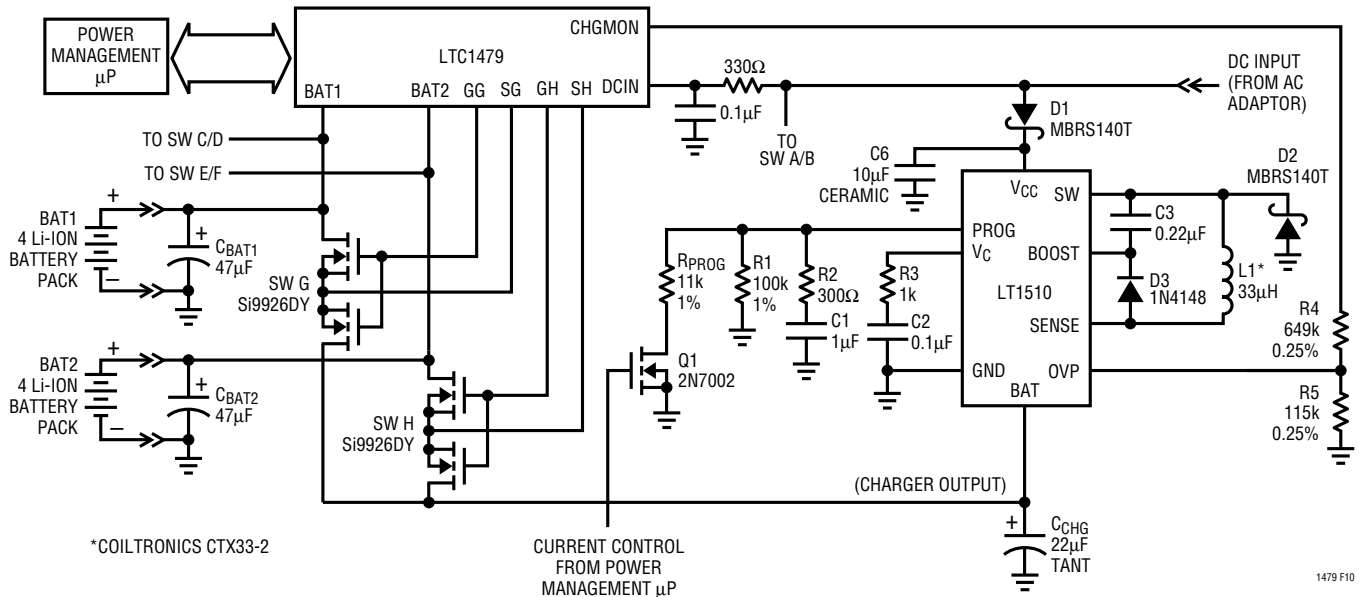 POWER
MANAGEMENT
µP
LTC1479
CHGMON
BAT1
BAT2
GG
SG
GH
SH
DCIN
330Ω
0.1µF
TO
SW A/B
DC INPUT
(FROM AC
ADAPTOR)
D1
MBRS140T
TO SW C/D
TO SW E/F
C6
10µF
CERAMIC
D2
MBRS140T
BAT1
4 Li-ION
BATTERY
PACK
+
–
+
CBAT1
47µF
SW G
Si9926DY
RPROG
11k
1%
R1
100k
1%
R2
300Ω
C1
1µF
R3
1k
C2
0.1µF
VCC
SW
PROG
VC
BOOST
LT1510
SENSE
GND
OVP
BAT
C3
0.22µF
D3
1N4148
L1*
33µH
R4
649k
0.25%
R5
115k
0.25%
BAT2
4 Li-ION
BATTERY
PACK
+
–
+
CBAT2
47µF
SW H
Si9926DY
Q1
2N7002
(CHARGER OUTPUT)
+
CCHG
22µF
TANT
*COILTRONICS CTX33-2
CURRENT CONTROL
FROM POWER
MANAGEMENT µP
1479 F10